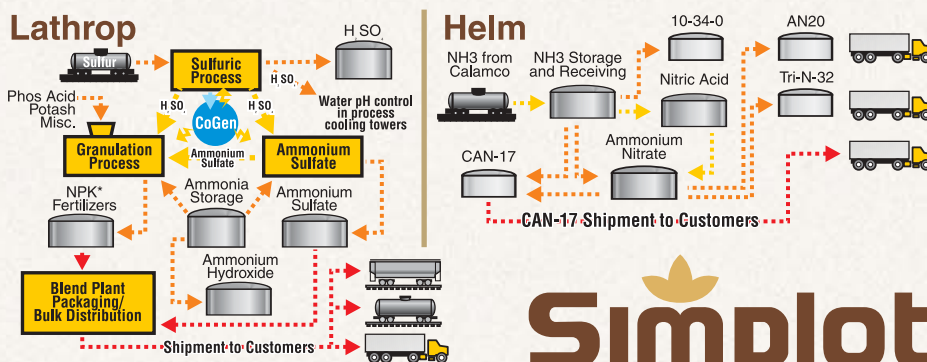 Lathrop
Sulfur
Sulfuric
Process
H SO
H SO
Water pH control
in process
cooling towers
Phos Acid
Potash
Misc.
H SO
H SO
CoGen
Granulation
Process
Ammonium
Sulfate
Ammonium
Sulfate
NPK*
Fertilizers
Ammonia
Storage
Ammonium
Sulfate
Ammonium
Hydroxide
Blend Plant
Packaging/
Bulk Distribution
Shipment to Customers
Helm
NH3 from
Calamco
NH3 Storage
and Receiving
10-34-0
AN20
Nitric Acid
Tri-N-32
CAN-17
Ammonium
Nitrate
CAN-17 Shipment to Customers
Simplot